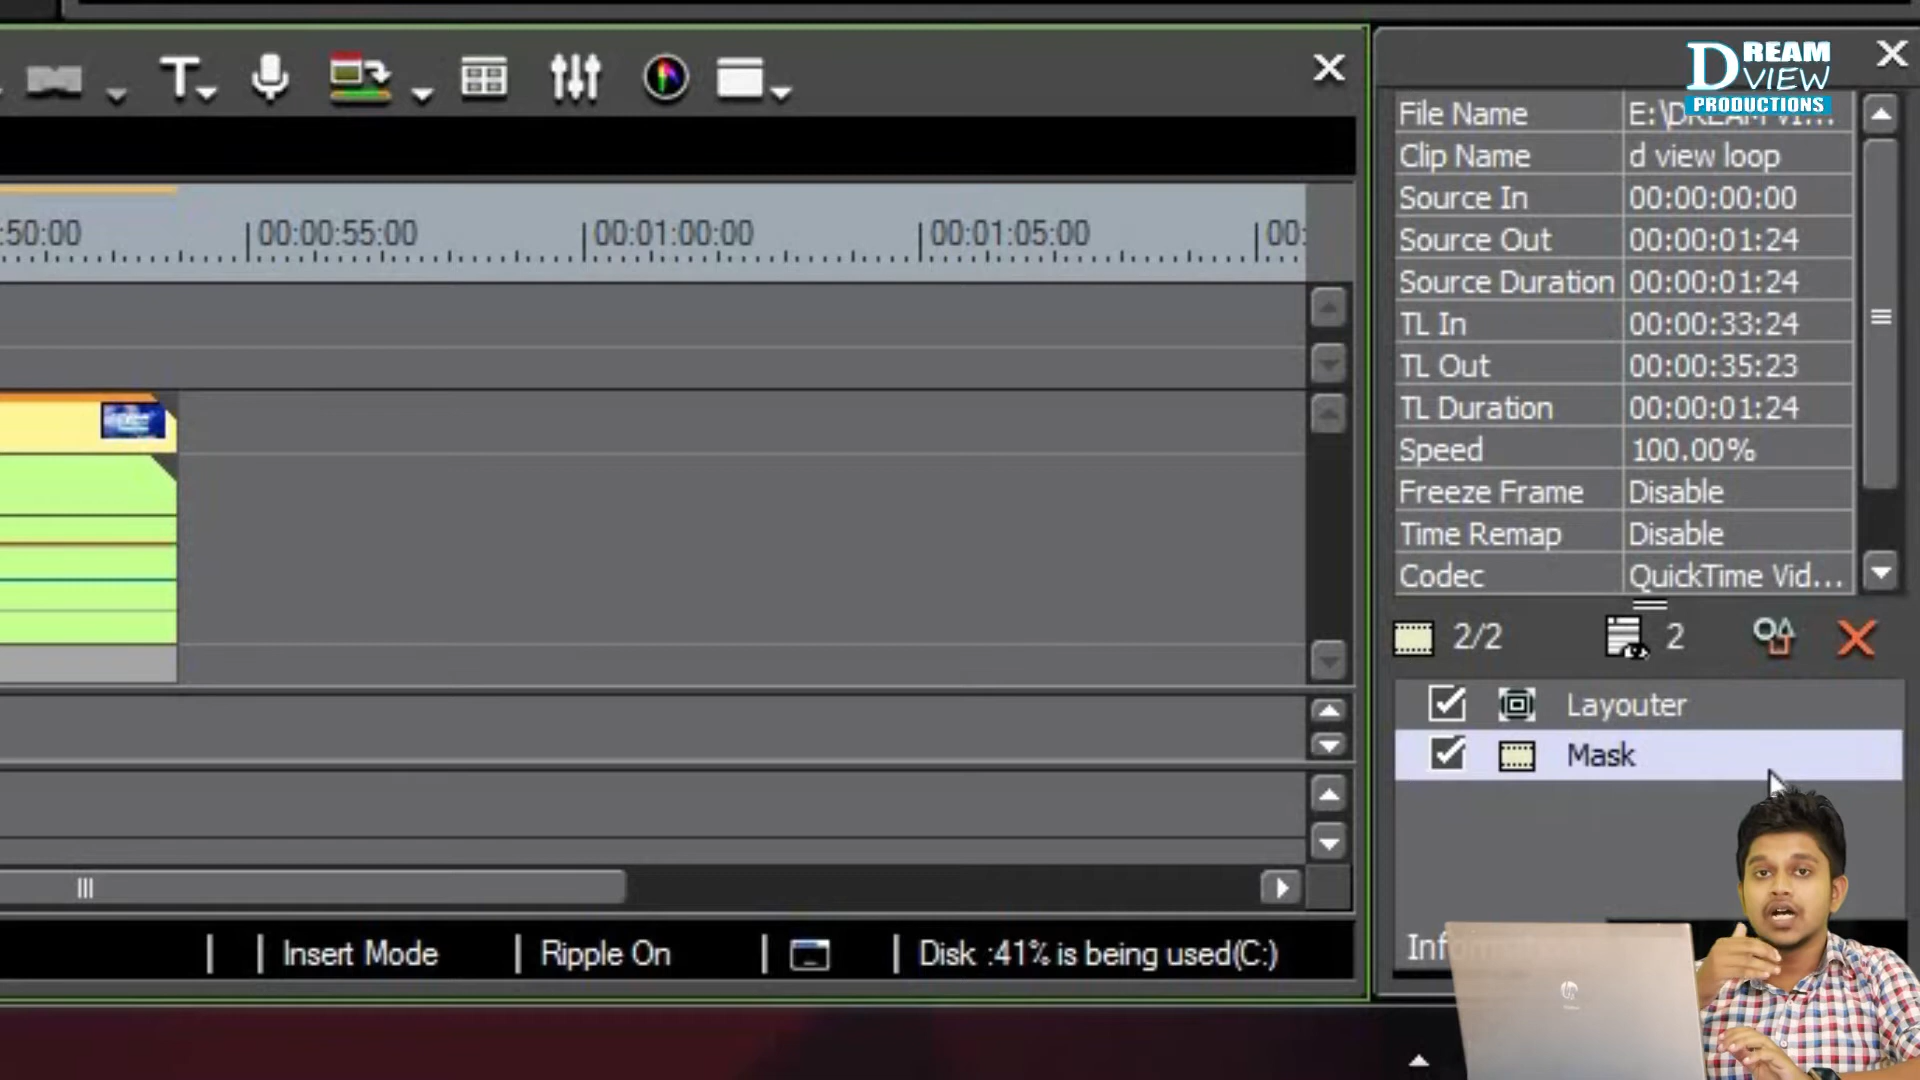 DREAM
VIEW
PRODUCTIONS
File Name E:\DREAM VI...
Clip Name d view loop
Source In 00:00:00:00
Source Out 00:00:01:24
Source Duration 00:00:01:24
TL In 00:00:33:24
TL Out 00:00:35:23
TL Duration 00:00:01:24
Speed 100.00%
Freeze Frame Disable
Time Remap Disable
Codec QuickTime Vid...
:50:00 00:00:55:00 00:01:00:00 00:01:05:00 00:
2/2 2
Layouter
Mask
Insert Mode Ripple On Disk :41% is being used(C:)
hp